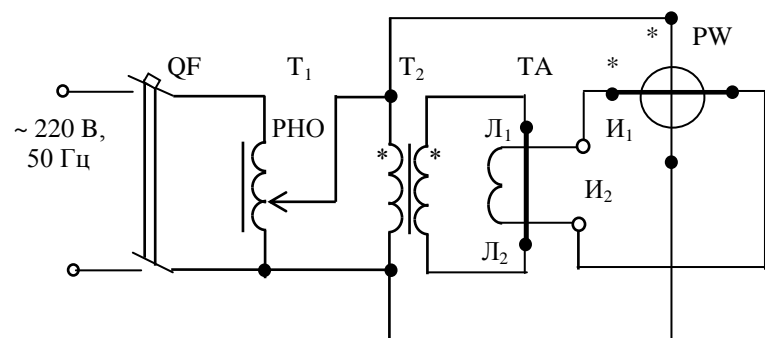 * PW
QF T₁ T₂ TA *
~ 220 В,
50 Гц
РНО
Л₁
И₁
* *
И₂
Л₂